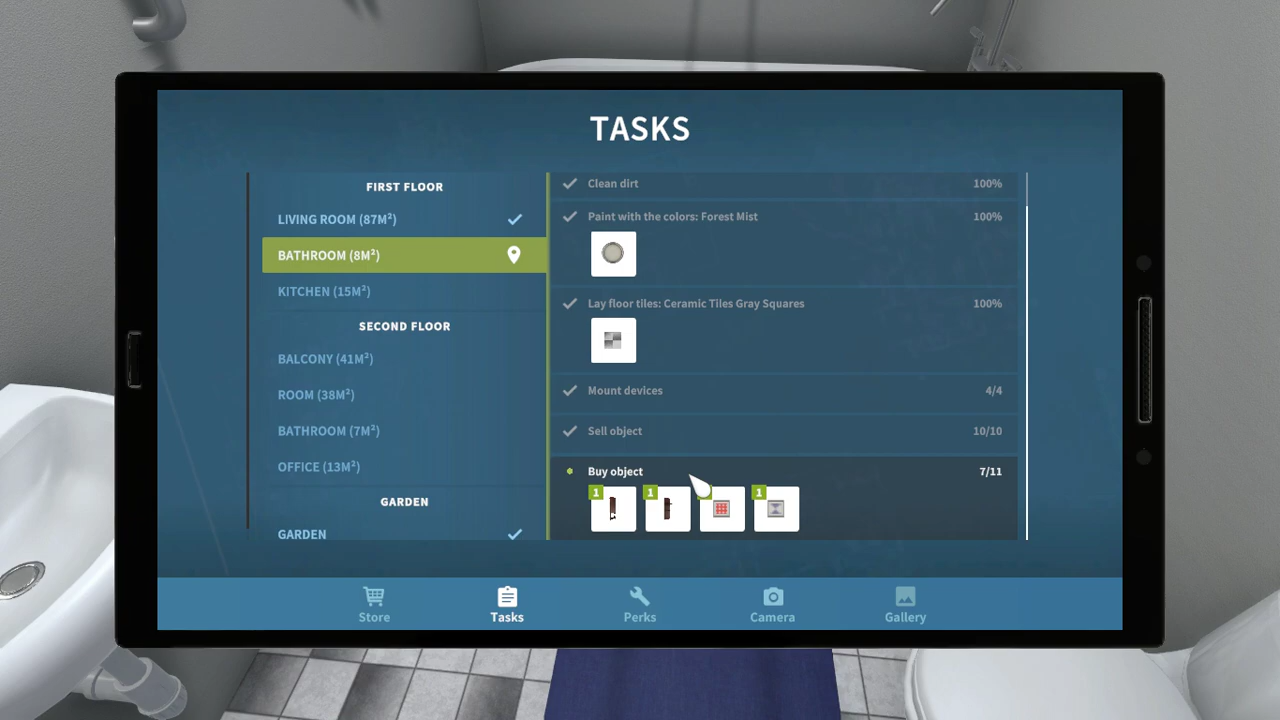 TASKS
FIRST FLOOR
LIVING ROOM (87M²)
BATHROOM (8M²)
KITCHEN (15M²)
SECOND FLOOR
BALCONY (41M²)
ROOM (38M²)
BATHROOM (7M²)
OFFICE (13M²)
GARDEN
GARDEN
Clean dirt 100%
Paint with the colors: Forest Mist 100%
Lay floor tiles: Ceramic Tiles Gray Squares 100%
Mount devices 4/4
Sell object 10/10
Buy object 7/11
1 1 1
Store Tasks Perks Camera Gallery